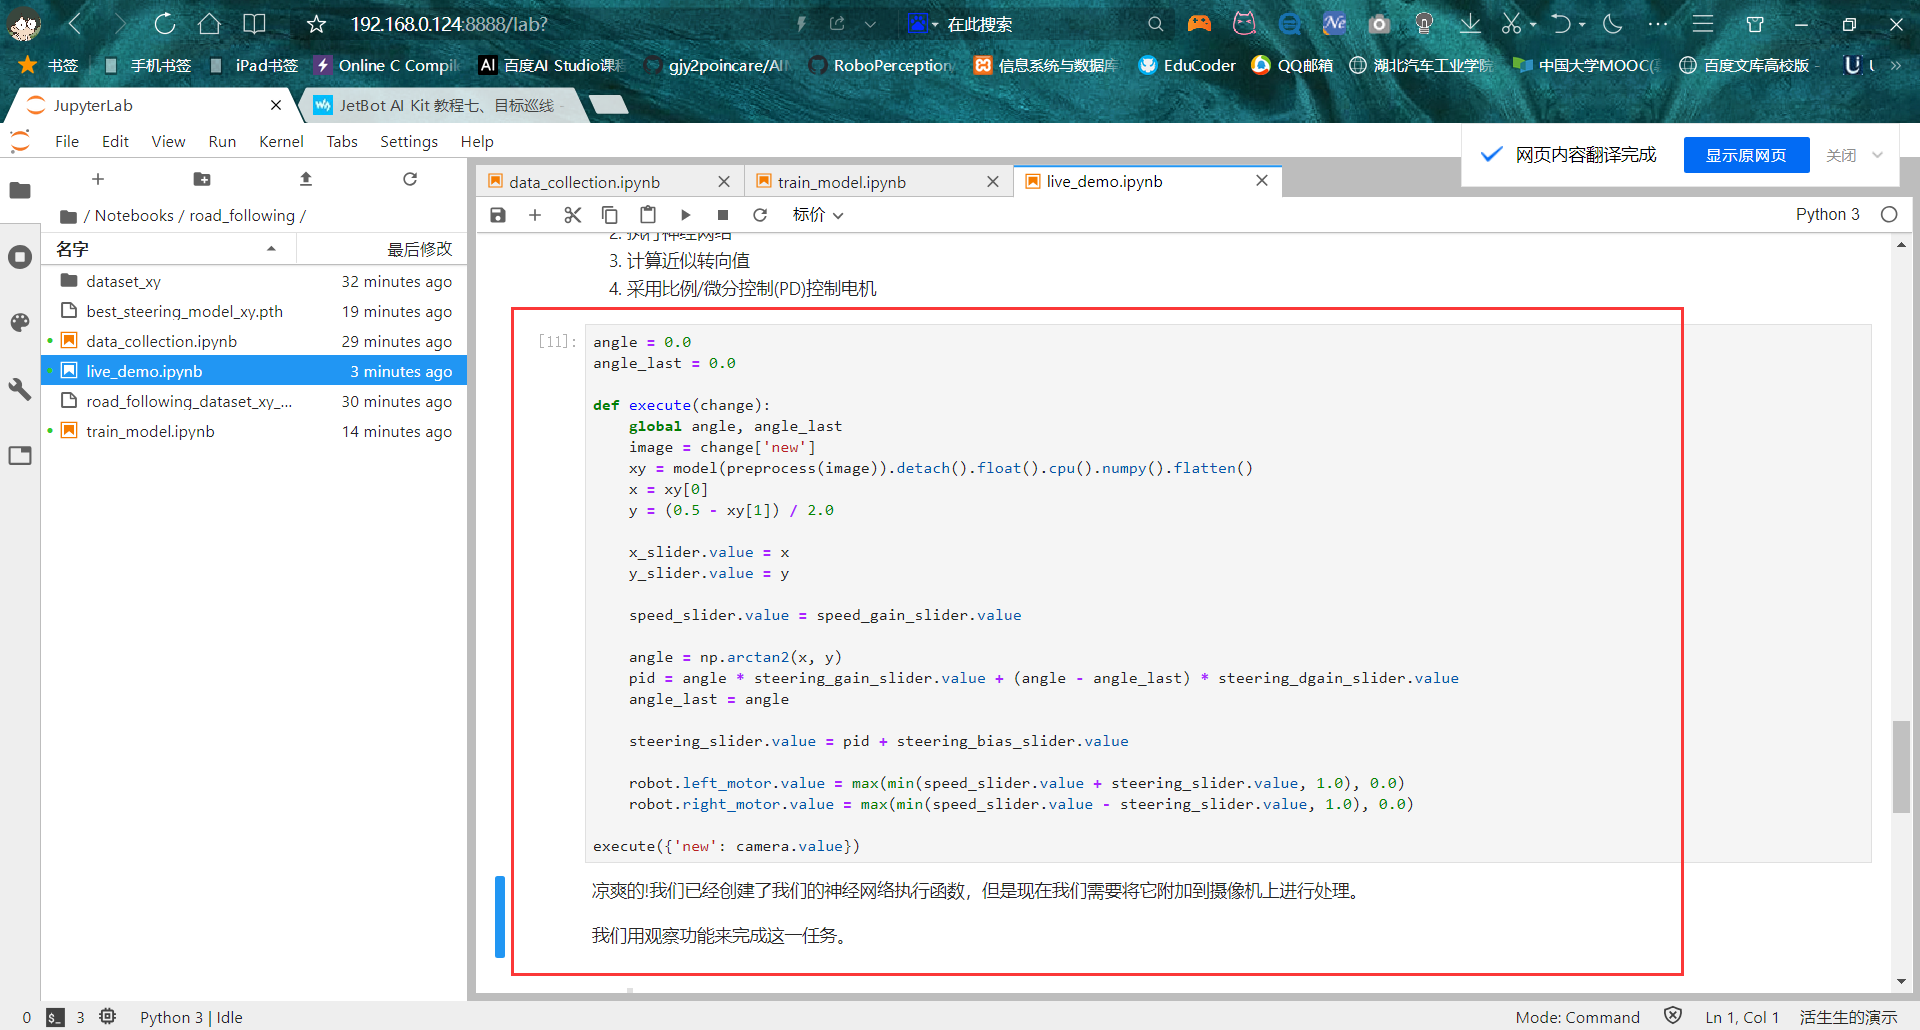 192.168.0.124:8888/lab?
在此搜索
书签
手机书签
iPad书签
Online C Compil
百度AI Studio课程
gjy2poincare/AI
RoboPerception
信息系统与数据库
EduCoder
QQ邮箱
湖北汽车工业学院
中国大学MOOC(
百度文库高校版
JupyterLab
JetBot AI Kit 教程七、目标巡线 -
File Edit View Run Kernel Tabs Settings Help
网页内容翻译完成
显示原网页
关闭
data_collection.ipynb
train_model.ipynb
live_demo.ipynb
标价
Python 3
/ Notebooks / road_following /
名字 最后修改
dataset_xy 32 minutes ago
best_steering_model_xy.pth 19 minutes ago
data_collection.ipynb 29 minutes ago
live_demo.ipynb 3 minutes ago
road_following_dataset_xy_... 30 minutes ago
train_model.ipynb 14 minutes ago
2. 执行神经网络
3. 计算近似转向值
4. 采用比例/微分控制(PD)控制电机
[11]:
angle = 0.0
angle_last = 0.0
def execute(change):
global angle, angle_last
image = change['new']
xy = model(preprocess(image)).detach().float().cpu().numpy().flatten()
x = xy[0]
y = (0.5 - xy[1]) / 2.0
x_slider.value = x
y_slider.value = y
speed_slider.value = speed_gain_slider.value
angle = np.arctan2(x, y)
pid = angle * steering_gain_slider.value + (angle - angle_last) * steering_dgain_slider.value
angle_last = angle
steering_slider.value = pid + steering_bias_slider.value
robot.left_motor.value = max(min(speed_slider.value + steering_slider.value, 1.0), 0.0)
robot.right_motor.value = max(min(speed_slider.value - steering_slider.value, 1.0), 0.0)
execute({'new': camera.value})
凉爽的!我们已经创建了我们的神经网络执行函数，但是现在我们需要将它附加到摄像机上进行处理。
我们用观察功能来完成这一任务。
0 3 Python 3 | Idle
Mode: Command
Ln 1, Col 1
活生生的演示